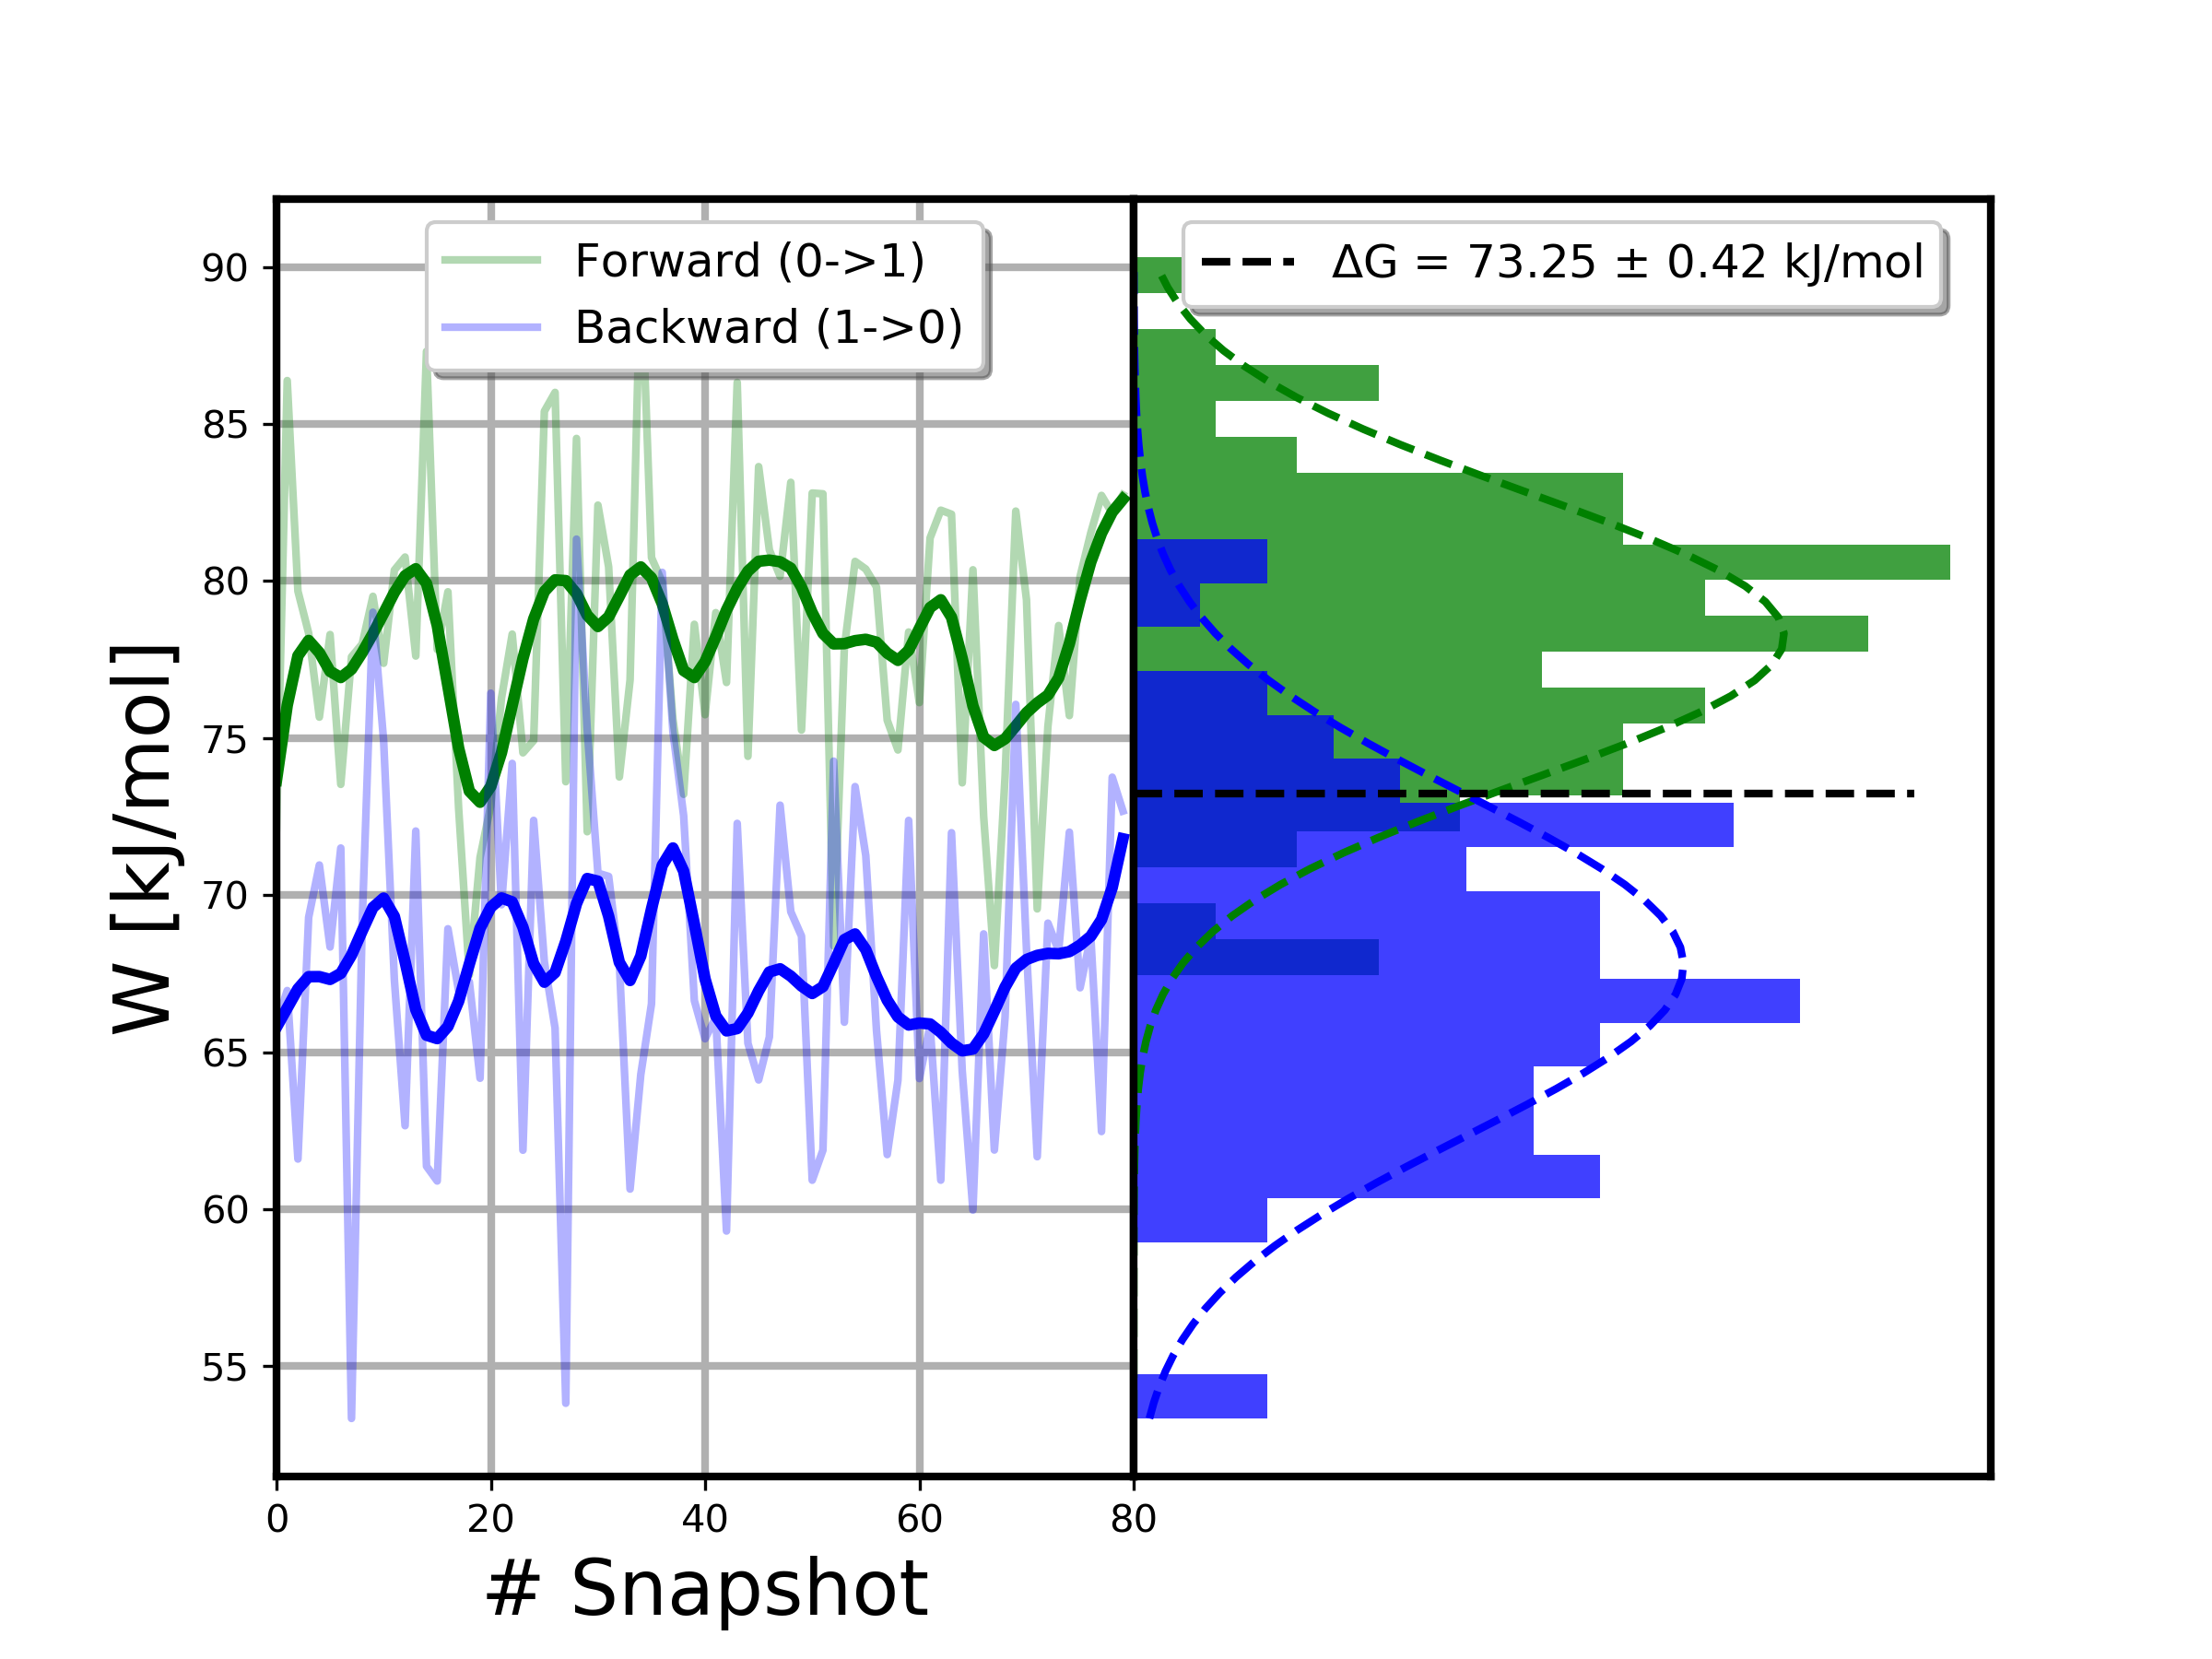 Forward (0->1)
Backward (1->0)
ΔG = 73.25 ± 0.42 kJ/mol
W [kJ/mol]
90
85
80
75
70
65
60
55
0 20 40 60 80
# Snapshot